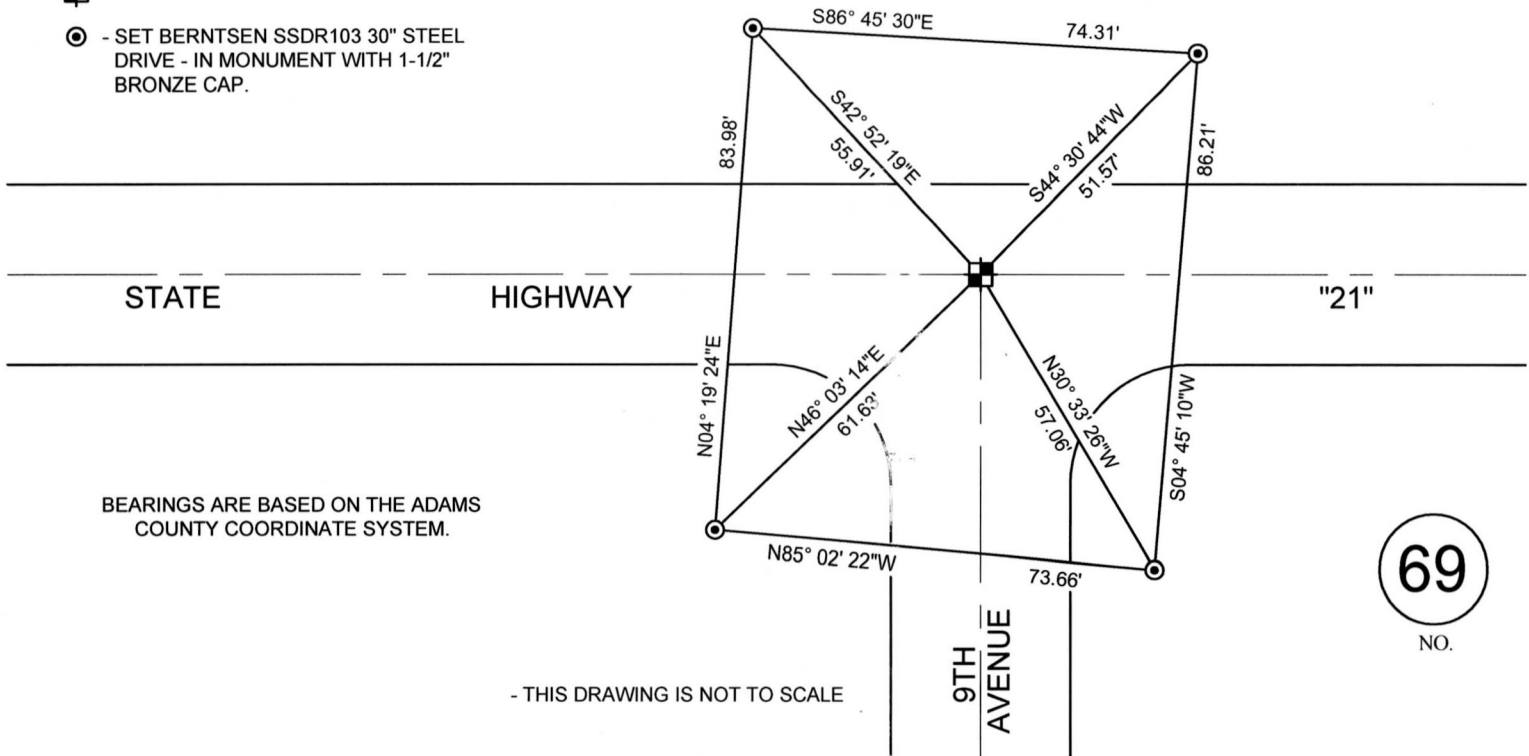 - SET BERNTSEN SSDR103 30" STEEL
DRIVE - IN MONUMENT WITH 1-1/2"
BRONZE CAP.
S86° 45' 30"E
74.31'
S42° 52' 19"E
55.91'
S44° 30' 44"W
51.57'
83.98'
86.21'
STATE HIGHWAY "21"
N04° 19' 24"E
N46° 03' 14"E
61.63'
N30° 33' 26"W
57.06'
S04° 45' 10"W
BEARINGS ARE BASED ON THE ADAMS
COUNTY COORDINATE SYSTEM.
N85° 02' 22"W
73.66'
69
NO.
9TH
AVENUE
- THIS DRAWING IS NOT TO SCALE